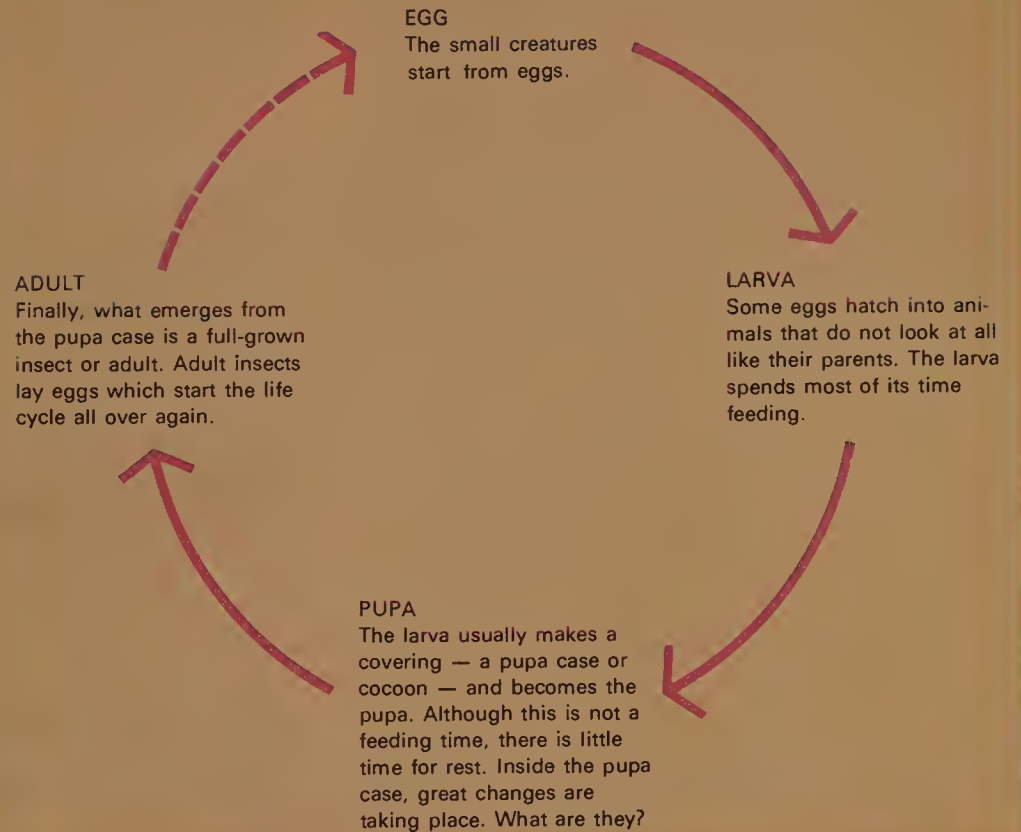 EGG
The small creatures
start from eggs.
LARVA
Some eggs hatch into ani-
mals that do not look at all
like their parents. The larva
spends most of its time
feeding.
PUPA
The larva usually makes a
covering — a pupa case or
cocoon — and becomes the
pupa. Although this is not a
feeding time, there is little
time for rest. Inside the pupa
case, great changes are
taking place. What are they?
ADULT
Finally, what emerges from
the pupa case is a full-grown
insect or adult. Adult insects
lay eggs which start the life
cycle all over again.